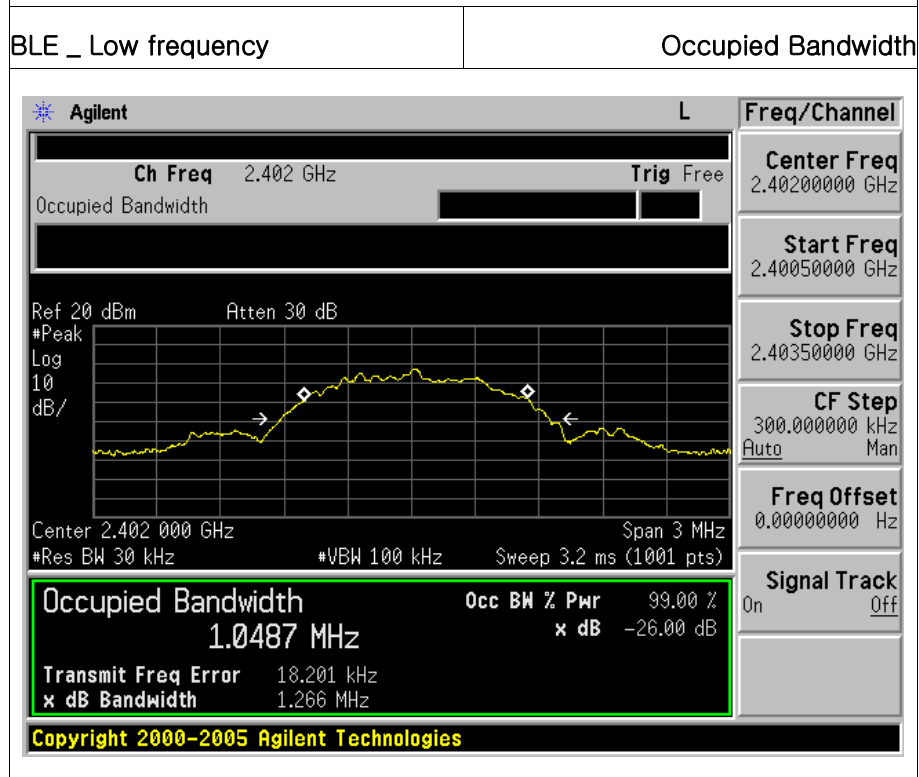 BLE _ Low frequency
Occupied Bandwidth
Agilent
L
Freq/Channel
Ch Freq 2.402 GHz
Trig Free
Occupied Bandwidth
Center Freq
2.40200000 GHz
Start Freq
2.40050000 GHz
Stop Freq
2.40350000 GHz
CF Step
300.000000 kHz
Auto Man
Freq Offset
0.00000000 Hz
Signal Track
On Off
Ref 20 dBm Atten 30 dB
#Peak
Log
10
dB/
Center 2.402 000 GHz Span 3 MHz
#Res BW 30 kHz #VBW 100 kHz Sweep 3.2 ms (1001 pts)
Occupied Bandwidth
1.0487 MHz
Occ BW % Pwr 99.00 %
x dB -26.00 dB
Transmit Freq Error 18.201 kHz
x dB Bandwidth 1.266 MHz
Copyright 2000-2005 Agilent Technologies